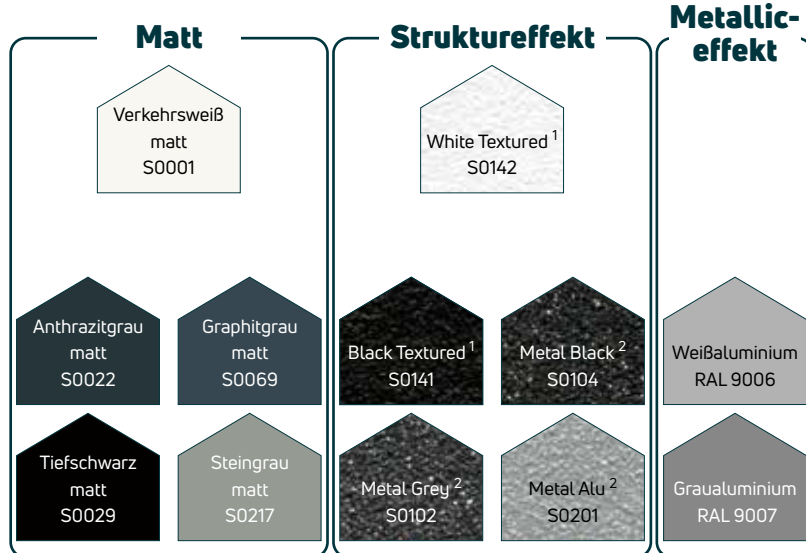 Matt
Verkehrsweiß
matt
S0001
Anthrazitgrau
matt
S0022
Graphitgrau
matt
S0069
Tiefschwarz
matt
S0029
Steingrau
matt
S0217
Struktureffekt
White Textured ¹
S0142
Black Textured ¹
S0141
Metal Black ²
S0104
Metal Grey ²
S0102
Metal Alu ²
S0201
Metallic-
effekt
Weißaluminium
RAL 9006
Graualuminium
RAL 9007